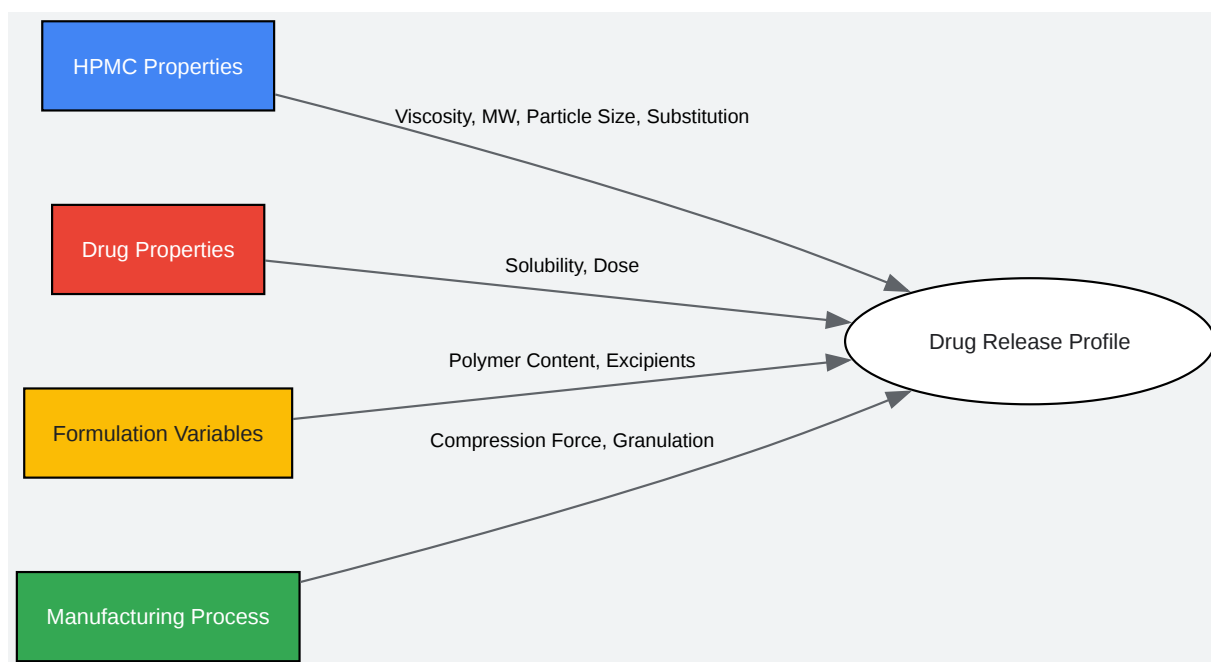 HPMC Properties
Viscosity, MW, Particle Size, Substitution
Drug Properties
Solubility, Dose
Drug Release Profile
Polymer Content, Excipients
Formulation Variables
Compression Force, Granulation
Manufacturing Process